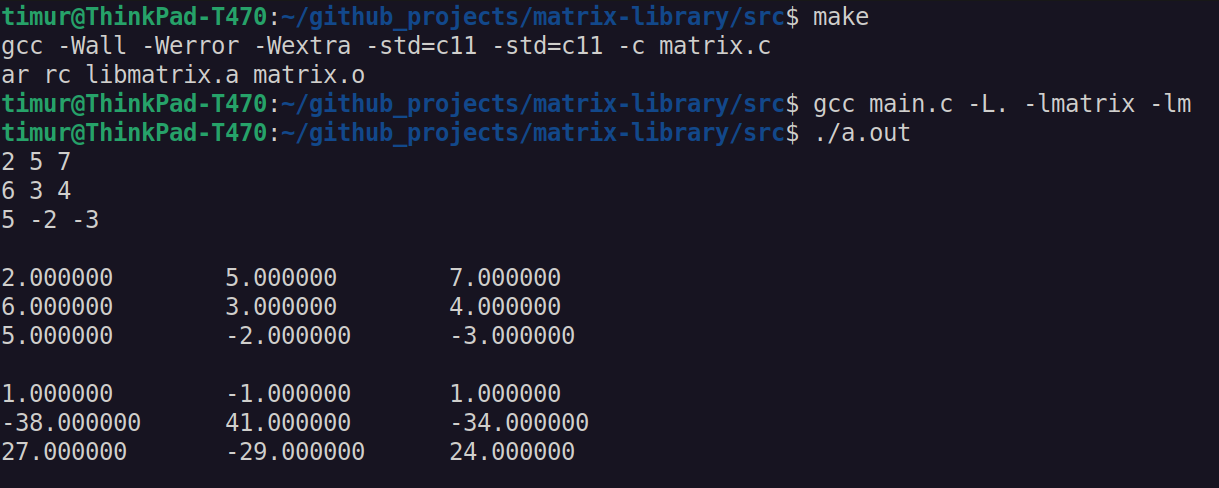 timur@ThinkPad-T470:~/github_projects/matrix-library/src$ make
gcc -Wall -Werror -Wextra -std=c11 -std=c11 -c matrix.c
ar rc libmatrix.a matrix.o
timur@ThinkPad-T470:~/github_projects/matrix-library/src$ gcc main.c -L. -lmatrix -lm
timur@ThinkPad-T470:~/github_projects/matrix-library/src$ ./a.out
2 5 7
6 3 4
5 -2 -3
2.000000        5.000000        7.000000
6.000000        3.000000        4.000000
5.000000        -2.000000       -3.000000
1.000000        -1.000000       1.000000
-38.000000      41.000000       -34.000000
27.000000       -29.000000      24.000000